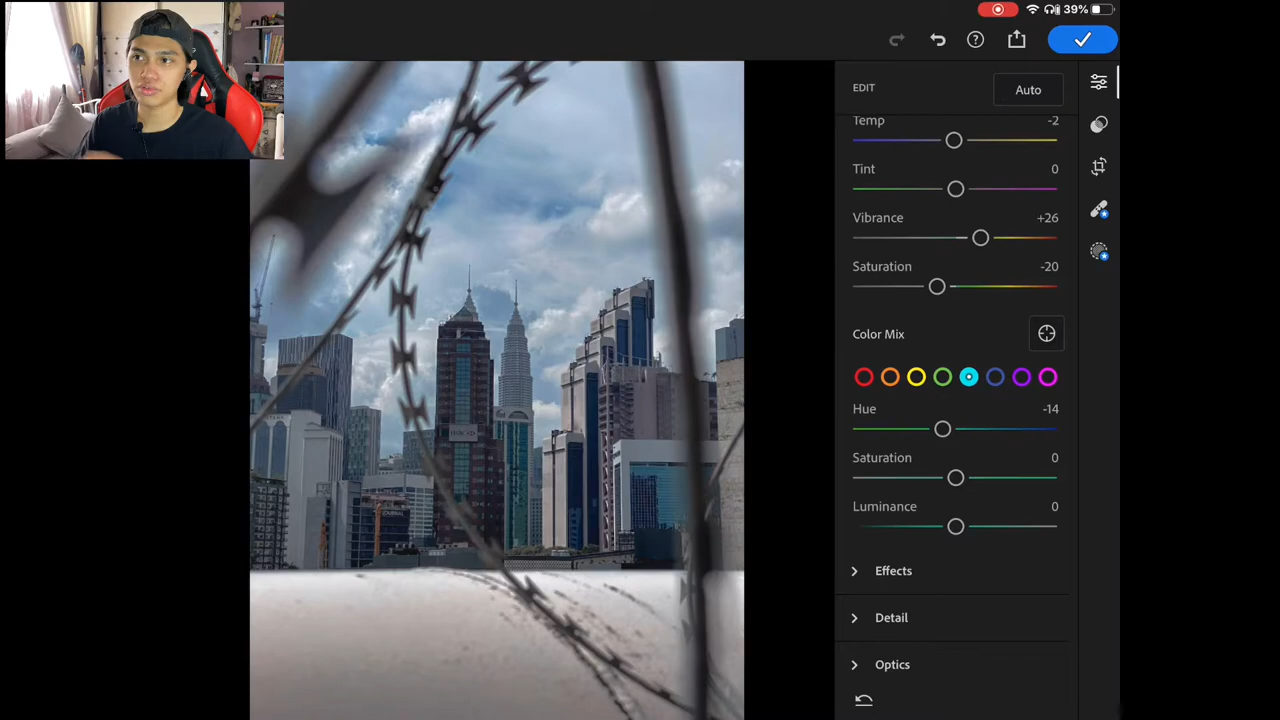 39%
EDIT
Auto
Temp -2
Tint 0
Vibrance +26
Saturation -20
Color Mix
Hue -14
Saturation 0
Luminance 0
Effects
Detail
Optics